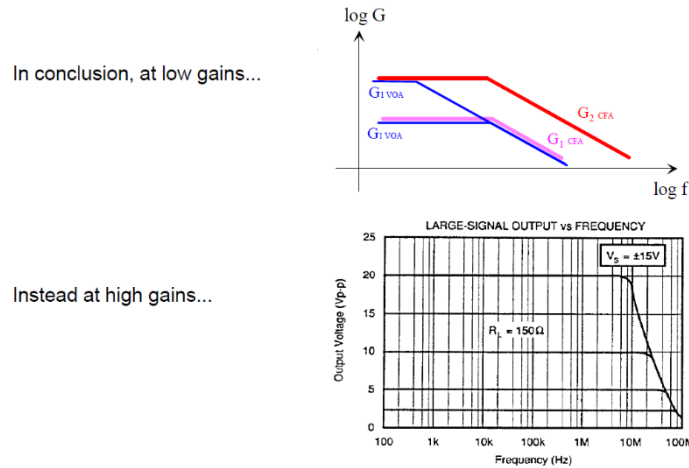 log G
In conclusion, at low gains...
G1 VOA
G2 CFA
G1 VOA
G1 CFA
log f
LARGE-SIGNAL OUTPUT vs FREQUENCY
25
VS = ±15V
20
Instead at high gains...
15
RL = 150Ω
10
5
0
Output Voltage (Vp-p)
100 1k 10k 100k 1M 10M 100M
Frequency (Hz)